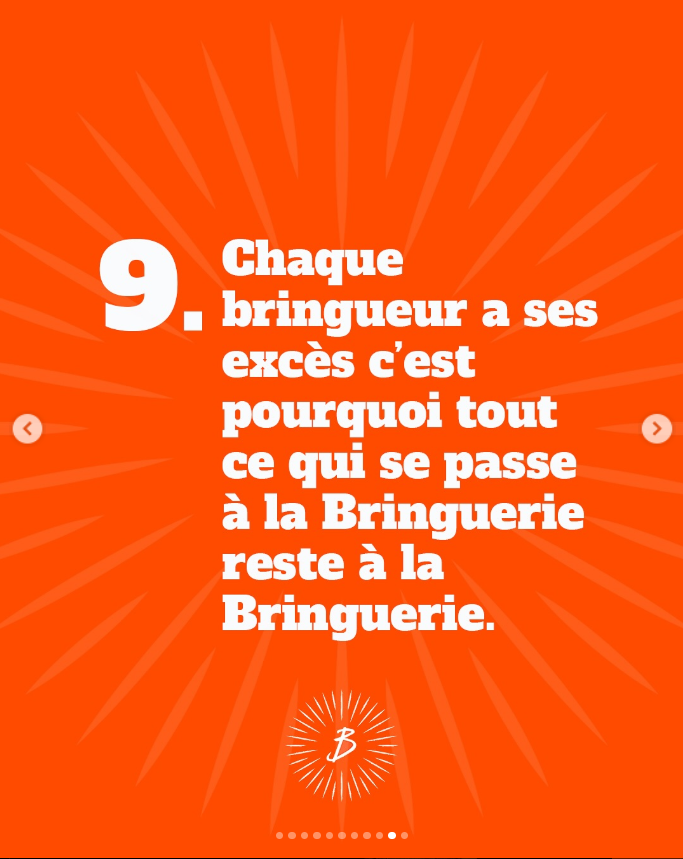 9.
Chaque
bringueur a ses
excès c’est
pourquoi tout
ce qui se passe
à la Bringuerie
reste à la
Bringuerie.
B